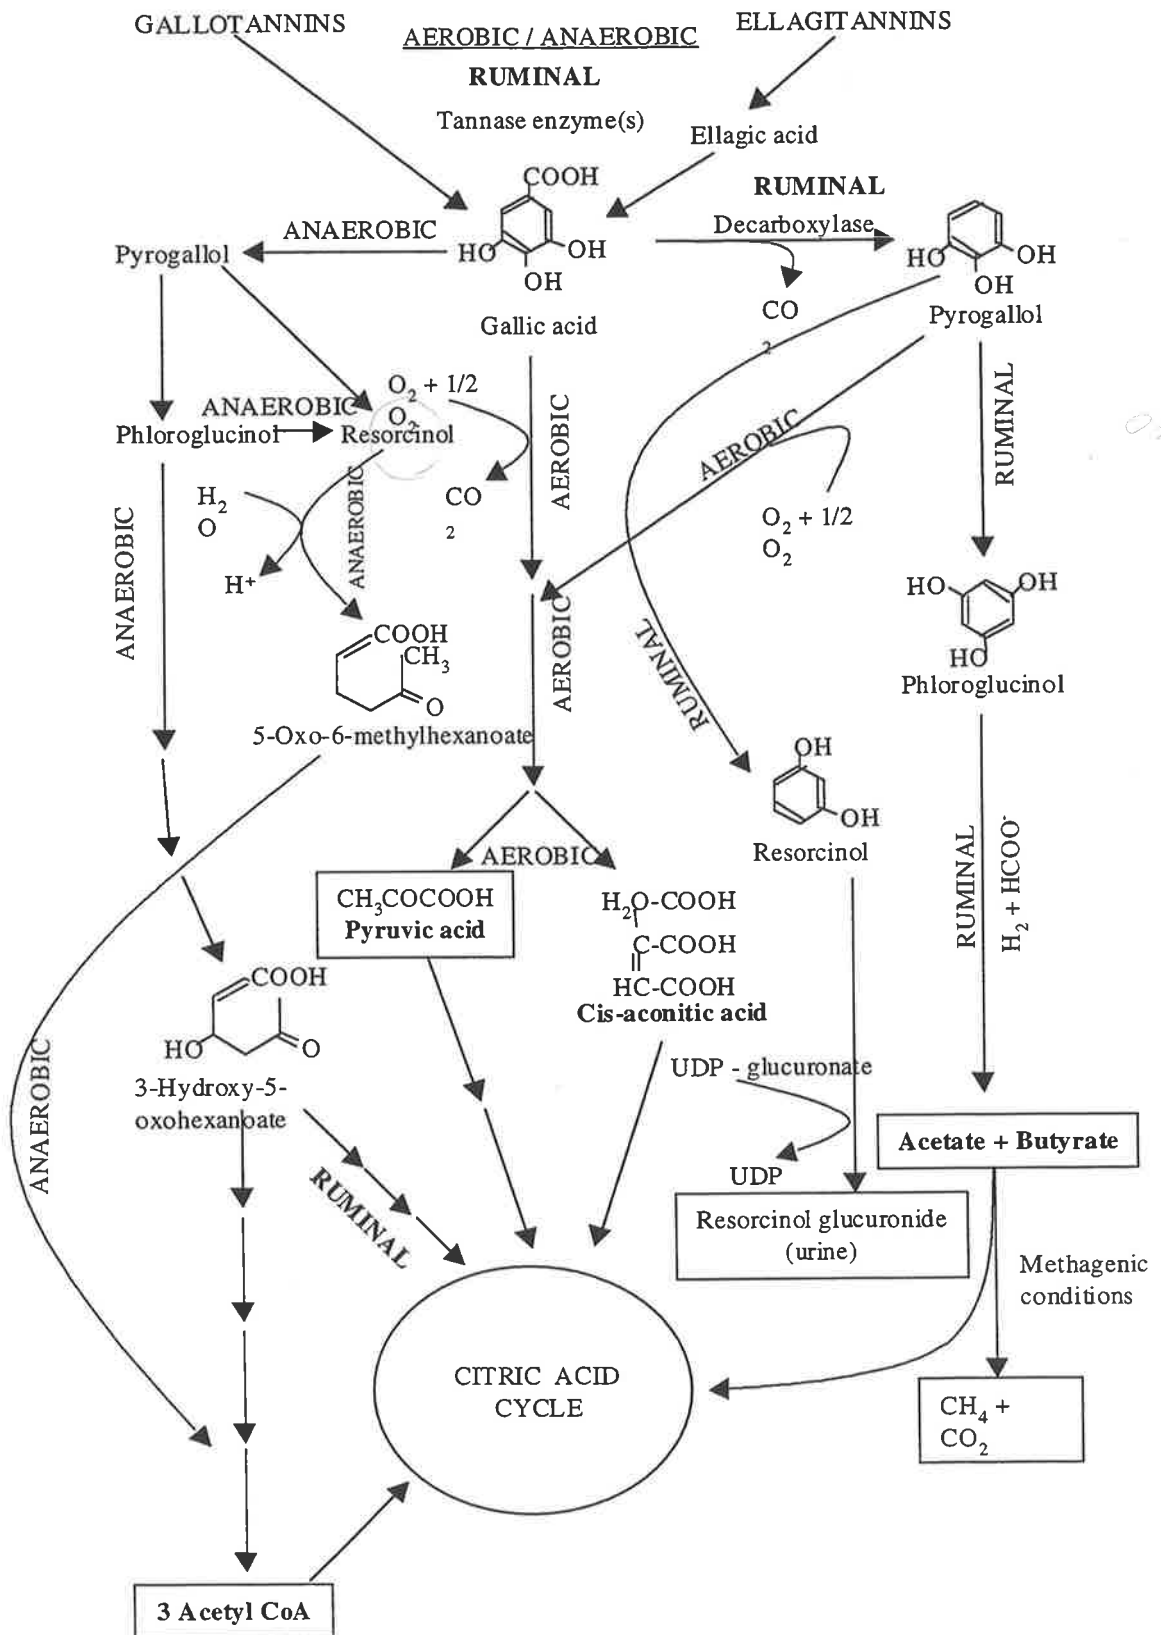 GALLOTANNINS
AEROBIC / ANAEROBIC
ELLAGITANNINS
RUMINAL
Tannase enzyme(s)
Ellagic acid
COOH
RUMINAL
ANAEROBIC
Decarboxylase
Pyrogallol
HO
OH
OH
HO
OH
OH
CO
2
Gallic acid
Pyrogallol
O2 + 1/2
O2
ANAEROBIC
Phloroglucinol
Resorcinol
AEROBIC
AEROBIC
RUMINAL
H2
O
CO
2
ANAEROBIC
ANAEROBIC
O2 + 1/2
O2
H+
HO
OH
HO
COOH
CH3
O
AEROBIC
RUMINAL
Phloroglucinol
5-Oxo-6-methylhexanoate
OH
OH
Resorcinol
AEROBIC
RUMINAL
H2 + HCOO-
CH3COCOOH
Pyruvic acid
H2C-COOH
C-COOH
HC-COOH
Cis-aconitic acid
COOH
HO
O
ANAEROBIC
3-Hydroxy-5-
oxohexanoate
UDP - glucuronate
UDP
Acetate + Butyrate
RUMINAL
Resorcinol glucuronide
(urine)
Methagenic
conditions
CITRIC ACID
CYCLE
CH4 +
CO2
3 Acetyl CoA